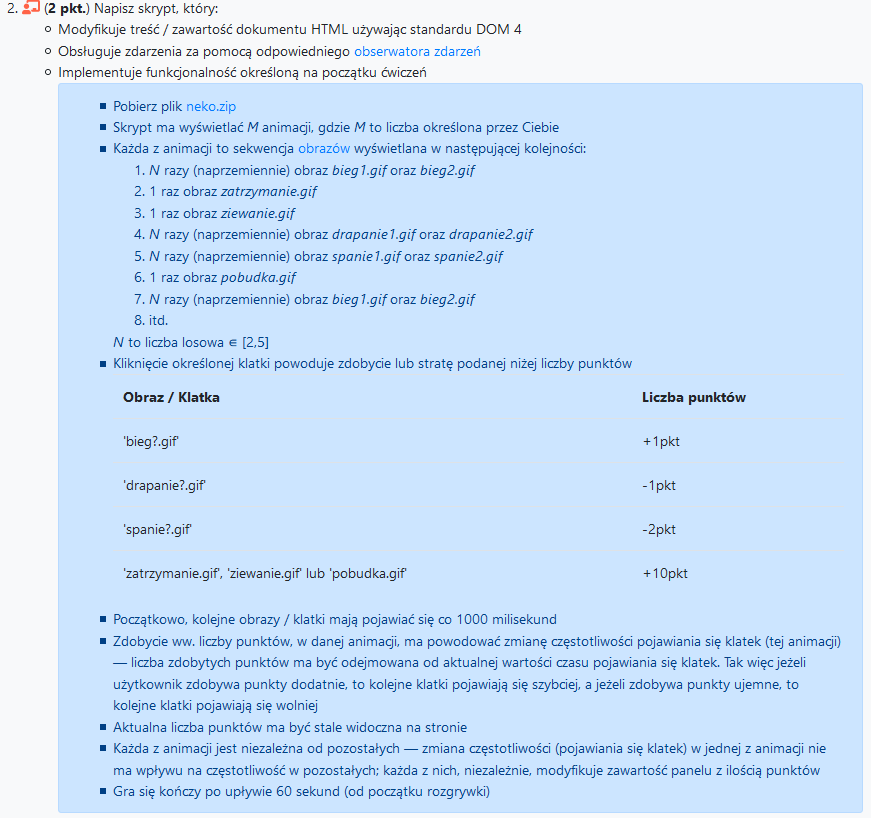 2. (2 pkt.) Napisz skrypt, który:
Modyfikuje treść / zawartość dokumentu HTML używając standardu DOM 4
Obsługuje zdarzenia za pomocą odpowiedniego obserwatora zdarzeń
Implementuje funkcjonalność określoną na początku ćwiczeń
Pobierz plik neko.zip
Skrypt ma wyświetlać M animacji, gdzie M to liczba określona przez Ciebie
Każda z animacji to sekwencja obrazów wyświetlana w następującej kolejności:
1. N razy (naprzemiennie) obraz bieg1.gif oraz bieg2.gif
2. 1 raz obraz zatrzymanie.gif
3. 1 raz obraz ziewanie.gif
4. N razy (naprzemiennie) obraz drapanie1.gif oraz drapanie2.gif
5. N razy (naprzemiennie) obraz spanie1.gif oraz spanie2.gif
6. 1 raz obraz pobudka.gif
7. N razy (naprzemiennie) obraz bieg1.gif oraz bieg2.gif
8. itd.
N to liczba losowa ∈ [2,5]
Kliknięcie określonej klatki powoduje zdobycie lub stratę podanej niżej liczby punktów
Obraz / Klatka Liczba punktów
'bieg?.gif' +1pkt
'drapanie?.gif' -1pkt
'spanie?.gif' -2pkt
'zatrzymanie.gif', 'ziewanie.gif' lub 'pobudka.gif' +10pkt
Początkowo, kolejne obrazy / klatki mają pojawiać się co 1000 milisekund
Zdobycie ww. liczby punktów, w danej animacji, ma powodować zmianę częstotliwości pojawiania się klatek (tej animacji)
— liczba zdobytych punktów ma być odejmowana od aktualnej wartości czasu pojawiania się klatek. Tak więc jeżeli
użytkownik zdobywa punkty dodatnie, to kolejne klatki pojawiają się szybciej, a jeżeli zdobywa punkty ujemne, to
kolejne klatki pojawiają się wolniej
Aktualna liczba punktów ma być stale widoczna na stronie
Każda z animacji jest niezależna od pozostałych — zmiana częstotliwości (pojawiania się klatek) w jednej z animacji nie
ma wpływu na częstotliwość w pozostałych; każda z nich, niezależnie, modyfikuje zawartość panelu z ilością punktów
Gra się kończy po upływie 60 sekund (od początku rozgrywki)